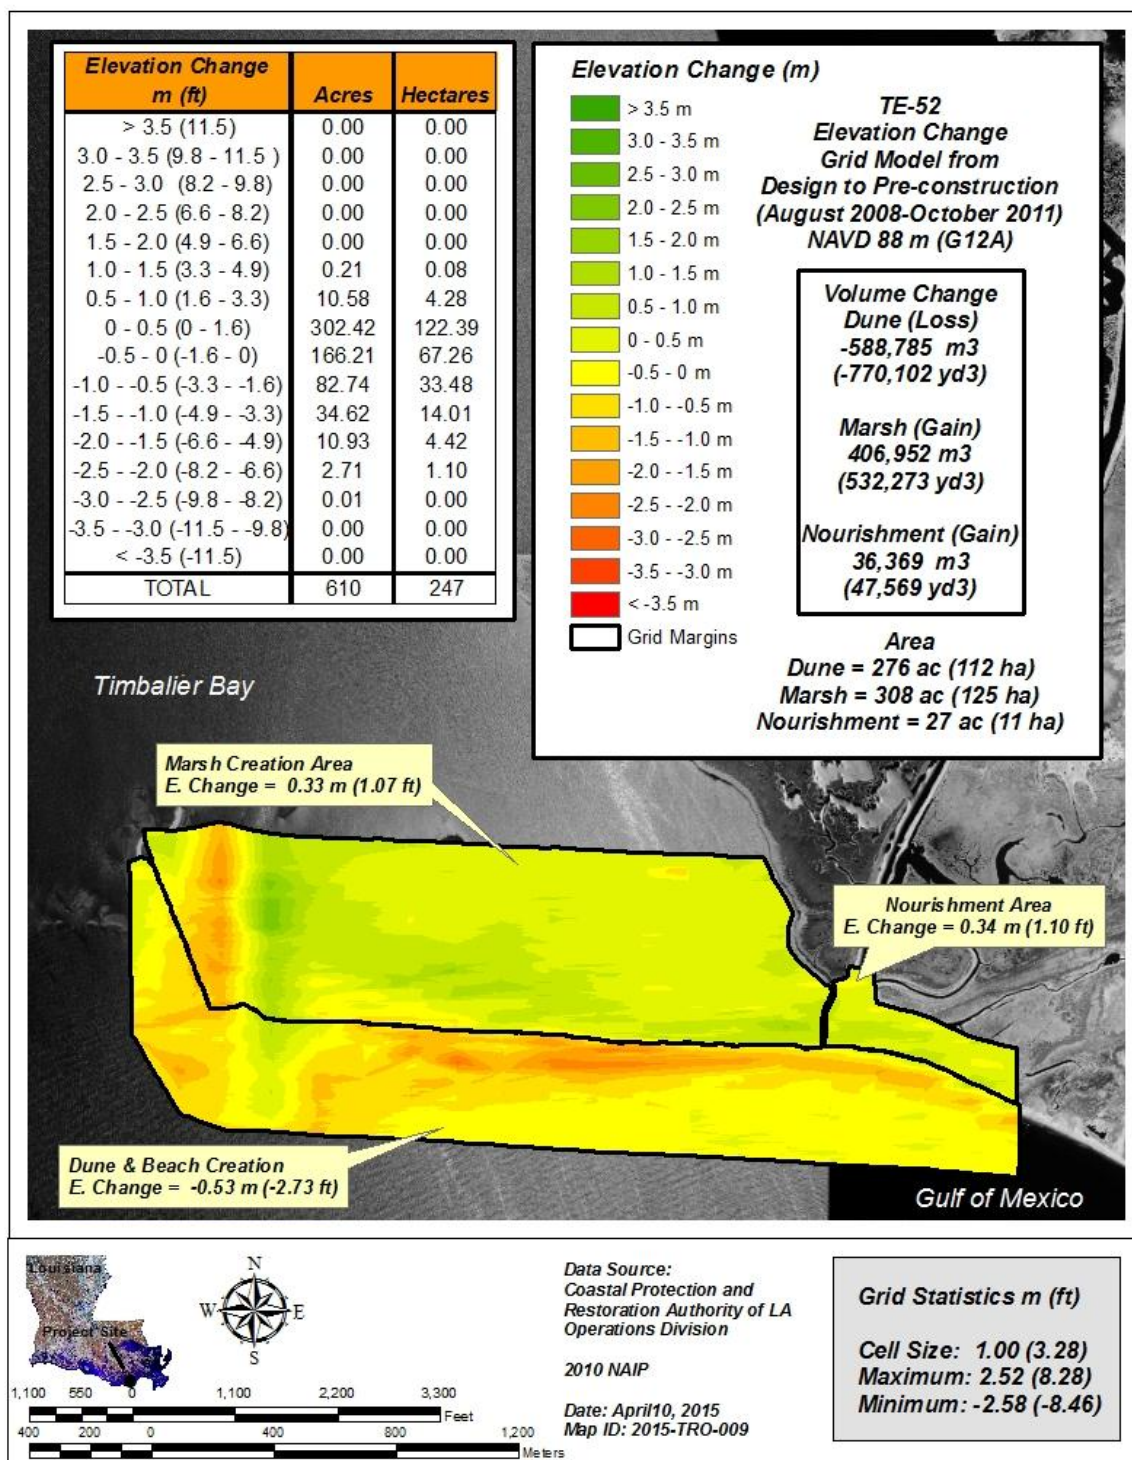 Elevation Change
m (ft) Acres Hectares
> 3.5 (11.5) 0.00 0.00
3.0 - 3.5 (9.8 - 11.5 ) 0.00 0.00
2.5 - 3.0 (8.2 - 9.8) 0.00 0.00
2.0 - 2.5 (6.6 - 8.2) 0.00 0.00
1.5 - 2.0 (4.9 - 6.6) 0.00 0.00
1.0 - 1.5 (3.3 - 4.9) 0.21 0.08
0.5 - 1.0 (1.6 - 3.3) 10.58 4.28
0 - 0.5 (0 - 1.6) 302.42 122.39
-0.5 - 0 (-1.6 - 0) 166.21 67.26
-1.0 - -0.5 (-3.3 - -1.6) 82.74 33.48
-1.5 - -1.0 (-4.9 - -3.3) 34.62 14.01
-2.0 - -1.5 (-6.6 - -4.9) 10.93 4.42
-2.5 - -2.0 (-8.2 - -6.6) 2.71 1.10
-3.0 - -2.5 (-9.8 - -8.2) 0.01 0.00
-3.5 - -3.0 (-11.5 - -9.8) 0.00 0.00
< -3.5 (-11.5) 0.00 0.00
TOTAL 610 247
Elevation Change (m)
> 3.5 m
3.0 - 3.5 m
2.5 - 3.0 m
2.0 - 2.5 m
1.5 - 2.0 m
1.0 - 1.5 m
0.5 - 1.0 m
0 - 0.5 m
-0.5 - 0 m
-1.0 - -0.5 m
-1.5 - -1.0 m
-2.0 - -1.5 m
-2.5 - -2.0 m
-3.0 - -2.5 m
-3.5 - -3.0 m
< -3.5 m
Grid Margins
TE-52
Elevation Change
Grid Model from
Design to Pre-construction
(August 2008-October 2011)
NAVD 88 m (G12A)
Volume Change
Dune (Loss)
-588,785 m3
(-770,102 yd3)
Marsh (Gain)
406,952 m3
(532,273 yd3)
Nourishment (Gain)
36,369 m3
(47,569 yd3)
Area
Dune = 276 ac (112 ha)
Marsh = 308 ac (125 ha)
Nourishment = 27 ac (11 ha)
Timbalier Bay
Marsh Creation Area
E. Change = 0.33 m (1.07 ft)
Nourishment Area
E. Change = 0.34 m (1.10 ft)
Dune & Beach Creation
E. Change = -0.53 m (-2.73 ft)
Gulf of Mexico
Louisiana
Project Site
N
W E
S
1,100 550 0 1,100 2,200 3,300
Feet
400 200 0 400 800 1,200
Meters
Data Source:
Coastal Protection and
Restoration Authority of LA
Operations Division
2010 NAIP
Date: April10, 2015
Map ID: 2015-TRO-009
Grid Statistics m (ft)
Cell Size: 1.00 (3.28)
Maximum: 2.52 (8.28)
Minimum: -2.58 (-8.46)